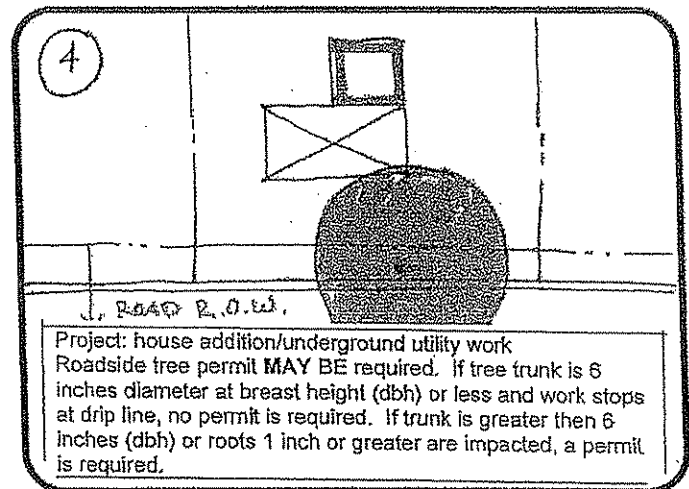 4
ROAD R.O.W.
Project: house addition/underground utility work
Roadside tree permit MAY BE required. If tree trunk is 6
inches diameter at breast height (dbh) or less and work stops
at drip line, no permit is required. If trunk is greater then 6
inches (dbh) or roots 1 inch or greater are impacted, a permit
is required.